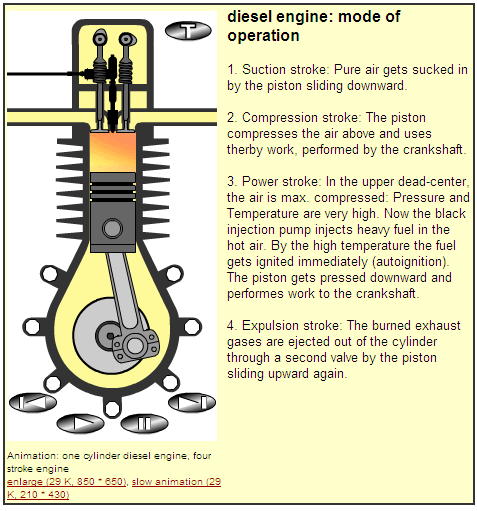 T
diesel engine: mode of
operation
1. Suction stroke: Pure air gets sucked in
by the piston sliding downward.
2. Compression stroke: The piston
compresses the air above and uses
therby work, performed by the crankshaft.
3. Power stroke: In the upper dead-center,
the air is max. compressed: Pressure and
Temperature are very high. Now the black
injection pump injects heavy fuel in the
hot air. By the high temperature the fuel
gets ignited immediately (autoignition).
The piston gets pressed downward and
performes work to the crankshaft.
4. Expulsion stroke: The burned exhaust
gases are ejected out of the cylinder
through a second valve by the piston
sliding upward again.
Animation: one cylinder diesel engine, four
stroke engine
enlarge (29 K, 850 * 650), slow animation (29
K, 210 * 430)